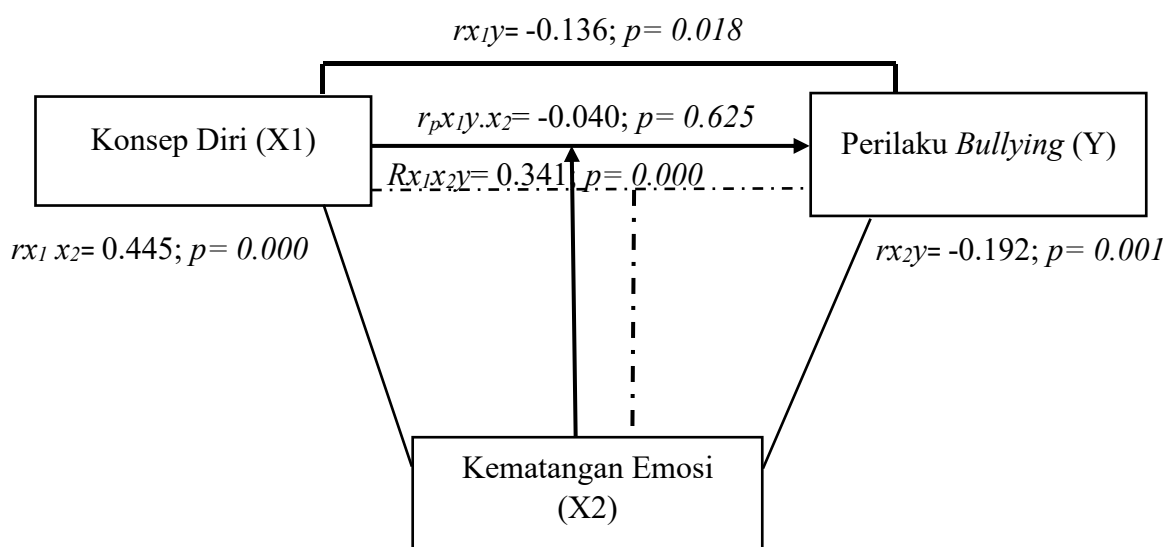 rx1y= -0.136; p= 0.018
Konsep Diri (X1)
rpx1y.x2= -0.040; p= 0.625
Perilaku Bullying (Y)
Rx1x2y= 0.341; p= 0.000
rx1 x2= 0.445; p= 0.000
rx2y= -0.192; p= 0.001
Kematangan Emosi
(X2)